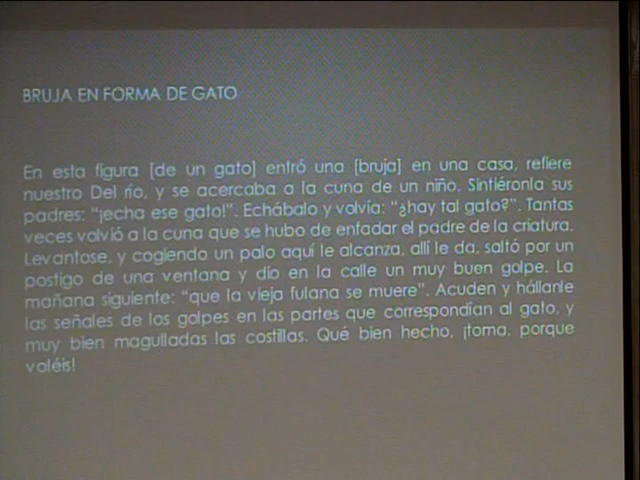 BRUJA EN FORMA DE GATO
En esta figura [de un gato] entró una [bruja] en una casa, refiere
nuestro Del río, y se acercaba a la cuna de un niño. Sintiéronla sus
padres: "¡echa ese gato!". Echábalo y volvía: "¿hay tal gato?". Tantas
veces volvió a la cuna que se hubo de enfadar el padre de la criatura.
Levantose, y cogiendo un palo aquí le alcanza, allí le da, saltó por un
postigo de una ventana y dio en la calle un muy buen golpe. La
mañana siguiente: "que la vieja fulana se muere". Acuden y hállanle
las señales de los golpes en las partes que correspondían al gato, y
muy bien magulladas las costillas. Qué bien hecho, ¡toma, porque
voléis!